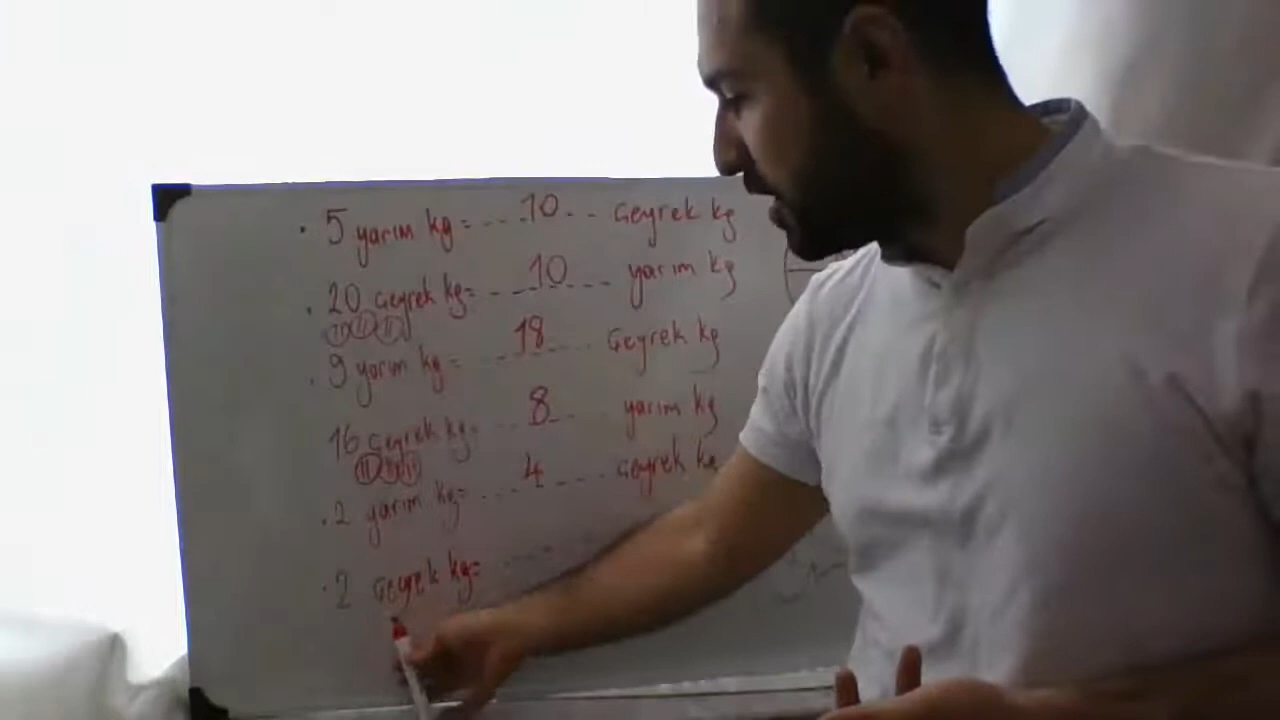 . 5 yarım kg = ... 10 ... Çeyrek kg
. 20 Çeyrek kg = ... 10 ... yarım kg
. 9 yarım kg = ... 18 ... Çeyrek kg
16 Çeyrek kg = ... 8 ... yarım kg
. 2 yarım kg = ... 4 ... Çeyrek kg
. 2 Çeyrek kg = ...